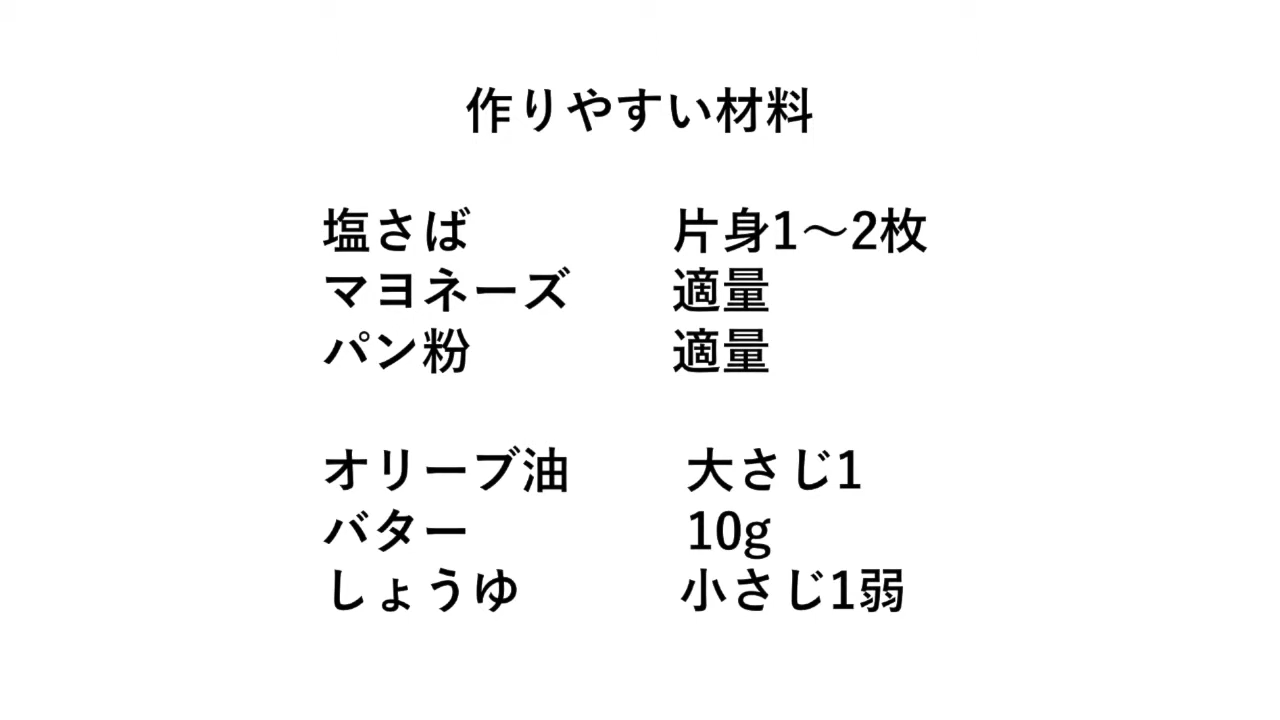 作りやすい材料
塩さば 片身1〜2枚
マヨネーズ 適量
パン粉 適量
オリーブ油 大さじ1
バター 10g
しょうゆ 小さじ1弱